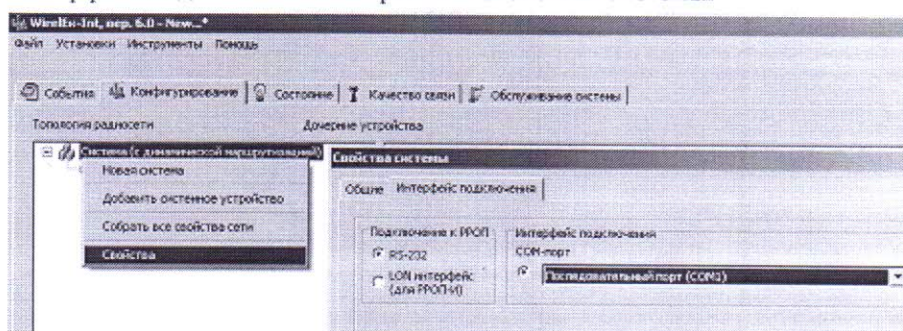 WirelEx-Int, вер. 6.0 - New...*
Файл Установки Инструменты Помощь
События Конфигурирование Состояние Качество связи Обслуживание системы
Топология радиосети Дочерние устройства
Система (с динамической маршрутизацией)
Новая система
Добавить системное устройство
Собрать все свойства сети
Свойства
Свойства системы
Общие Интерфейс подключения
Подключение к РРОП
RS-232
LON интерфейс
(для РРОП-И)
Интерфейс подключения
COM-порт
Последовательный порт (COM1)